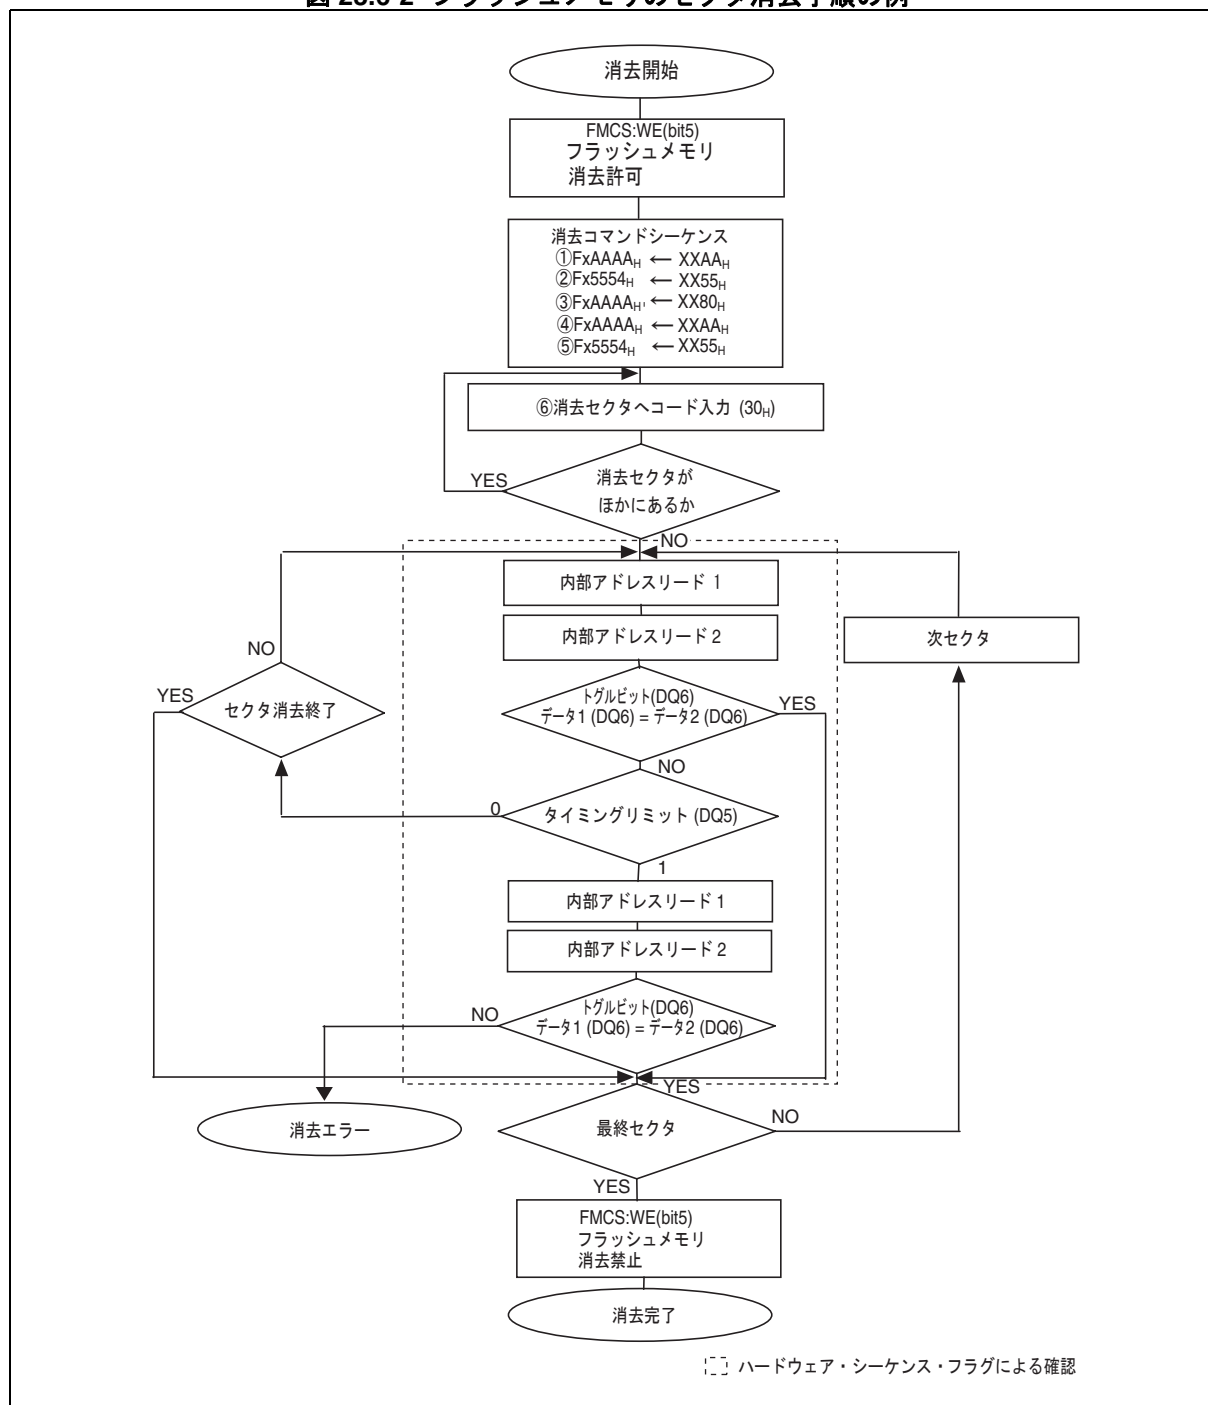 消去開始
FMCS:WE(bit5)
フラッシュメモリ
消去許可
消去コマンドシーケンス
①FxAAAAH ← XXAAH
②Fx5554H ← XX55H
③FxAAAAH' ← XX80H
④FxAAAAH ← XXAAH
⑤Fx5554H ← XX55H
⑥消去セクタへコード入力 (30H)
消去セクタが
ほかにあるか
YES
NO
内部アドレスリード 1
内部アドレスリード 2
次セクタ
NO
YES
セクタ消去終了
トグルビット(DQ6)
データ1 (DQ6) = データ2 (DQ6)
YES
NO
0
タイミングリミット (DQ5)
1
内部アドレスリード 1
内部アドレスリード 2
NO
トグルビット(DQ6)
データ1 (DQ6) = データ2 (DQ6)
YES
消去エラー
最終セクタ
NO
YES
FMCS:WE(bit5)
フラッシュメモリ
消去禁止
消去完了
ハードウェア・シーケンス・フラグによる確認